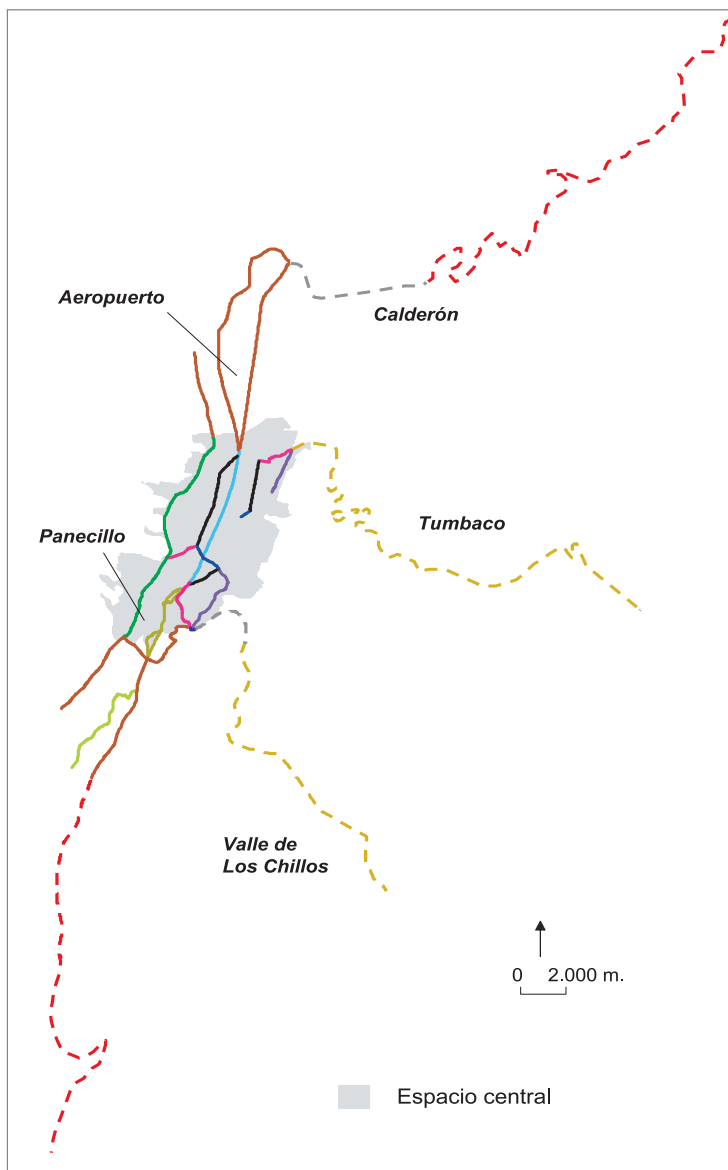 Aeropuerto
Calderón
Tumbaco
Panecillo
Valle de
Los Chillos
0 2.000 m.
Espacio central